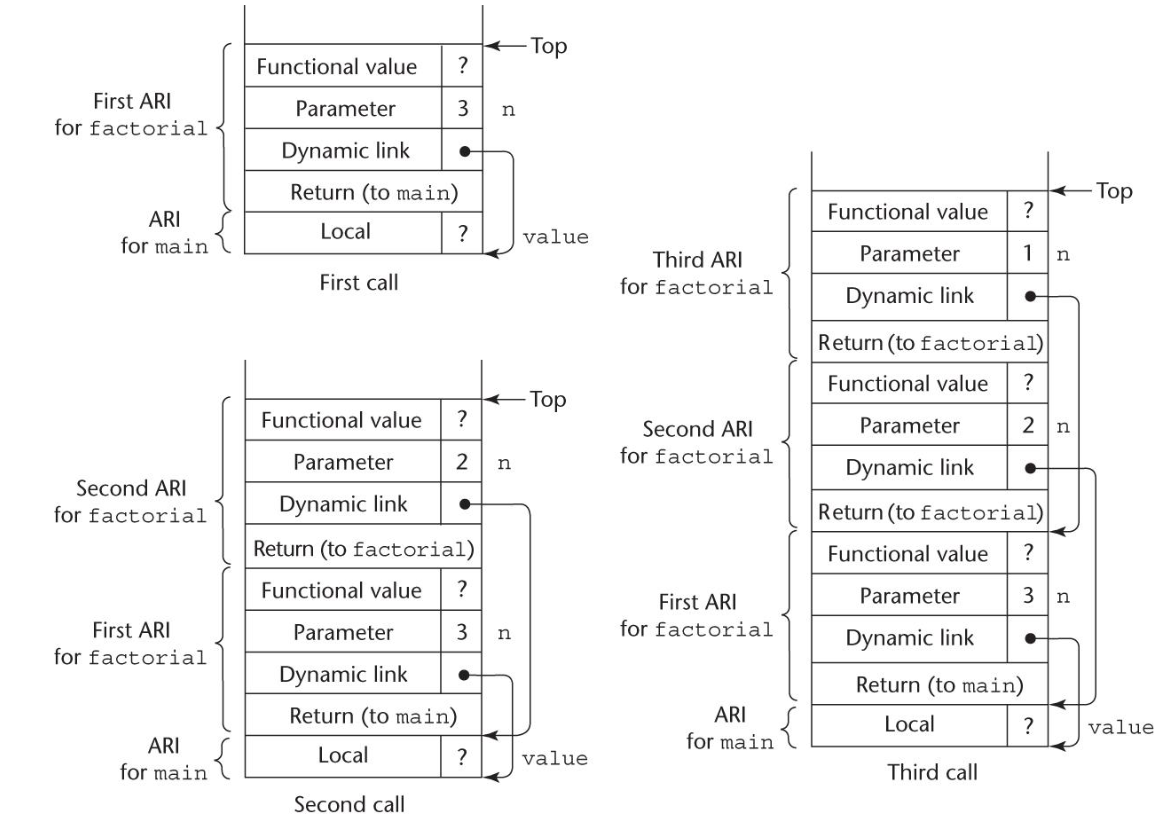 Top
Functional value ?
First ARI
for factorial
Parameter 3 n
Dynamic link
Return (to main)
ARI
for main
Local ?
value
First call
Top
Functional value ?
Parameter 2 n
Second ARI
for factorial
Dynamic link
Return (to factorial)
Functional value ?
First ARI
for factorial
Parameter 3 n
Dynamic link
Return (to main)
ARI
for main
Local ?
value
Second call
Top
Functional value ?
Third ARI
for factorial
Parameter 1 n
Dynamic link
Return (to factorial)
Functional value ?
Second ARI
for factorial
Parameter 2 n
Dynamic link
Return (to factorial)
Functional value ?
First ARI
for factorial
Parameter 3 n
Dynamic link
Return (to main)
ARI
for main
Local ?
value
Third call